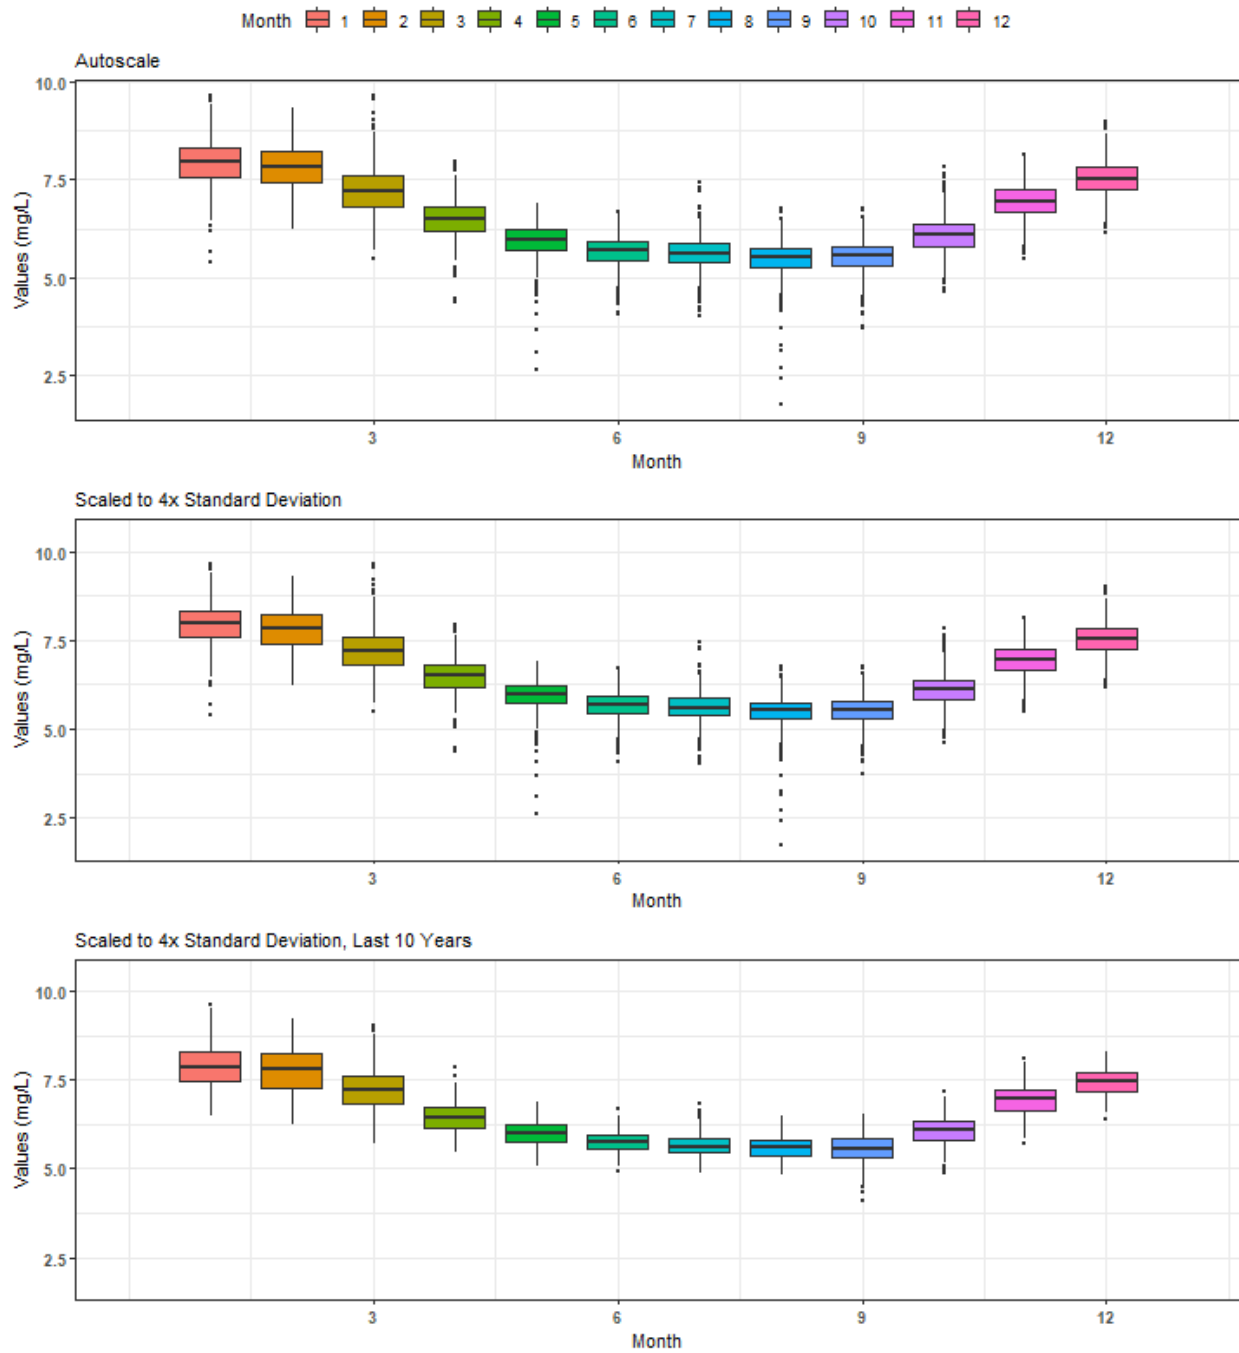 Month 1 2 3 4 5 6 7 8 9 10 11 12
Autoscale
10.0
7.5
5.0
2.5
Values (mg/L)
3 6 9 12
Month
Scaled to 4x Standard Deviation
10.0
7.5
5.0
2.5
Values (mg/L)
3 6 9 12
Month
Scaled to 4x Standard Deviation, Last 10 Years
10.0
7.5
5.0
2.5
Values (mg/L)
3 6 9 12
Month